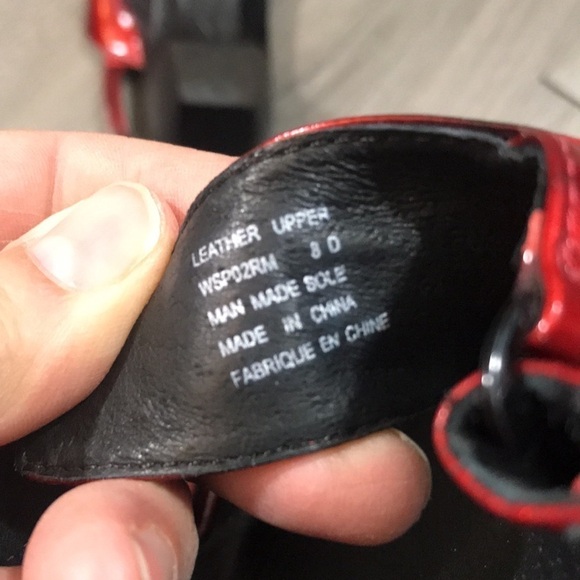 LEATHER UPPER
WSP02RM 8 D
MAN MADE SOLE
MADE IN CHINA
FABRIQUE EN CHINE